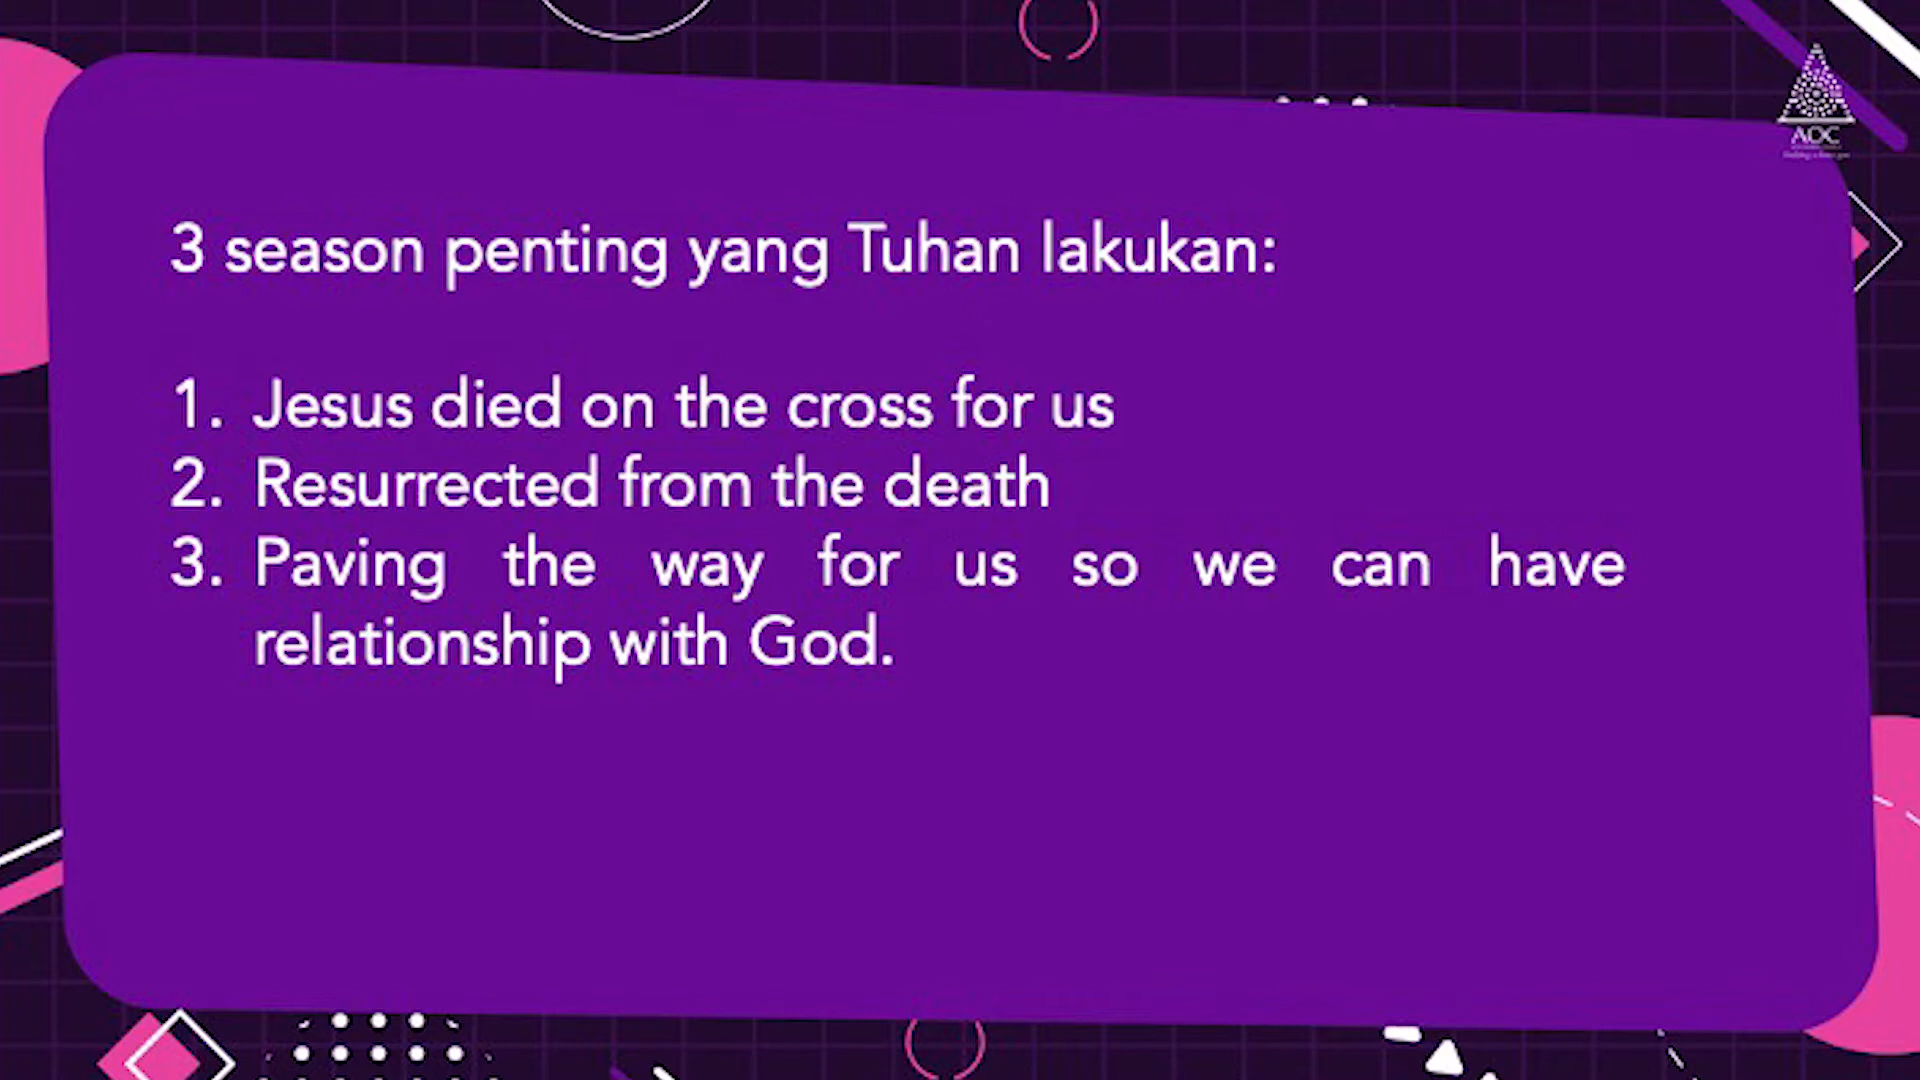 3 season penting yang Tuhan lakukan:
1. Jesus died on the cross for us
2. Resurrected from the death
3. Paving the way for us so we can have
relationship with God.
AOC